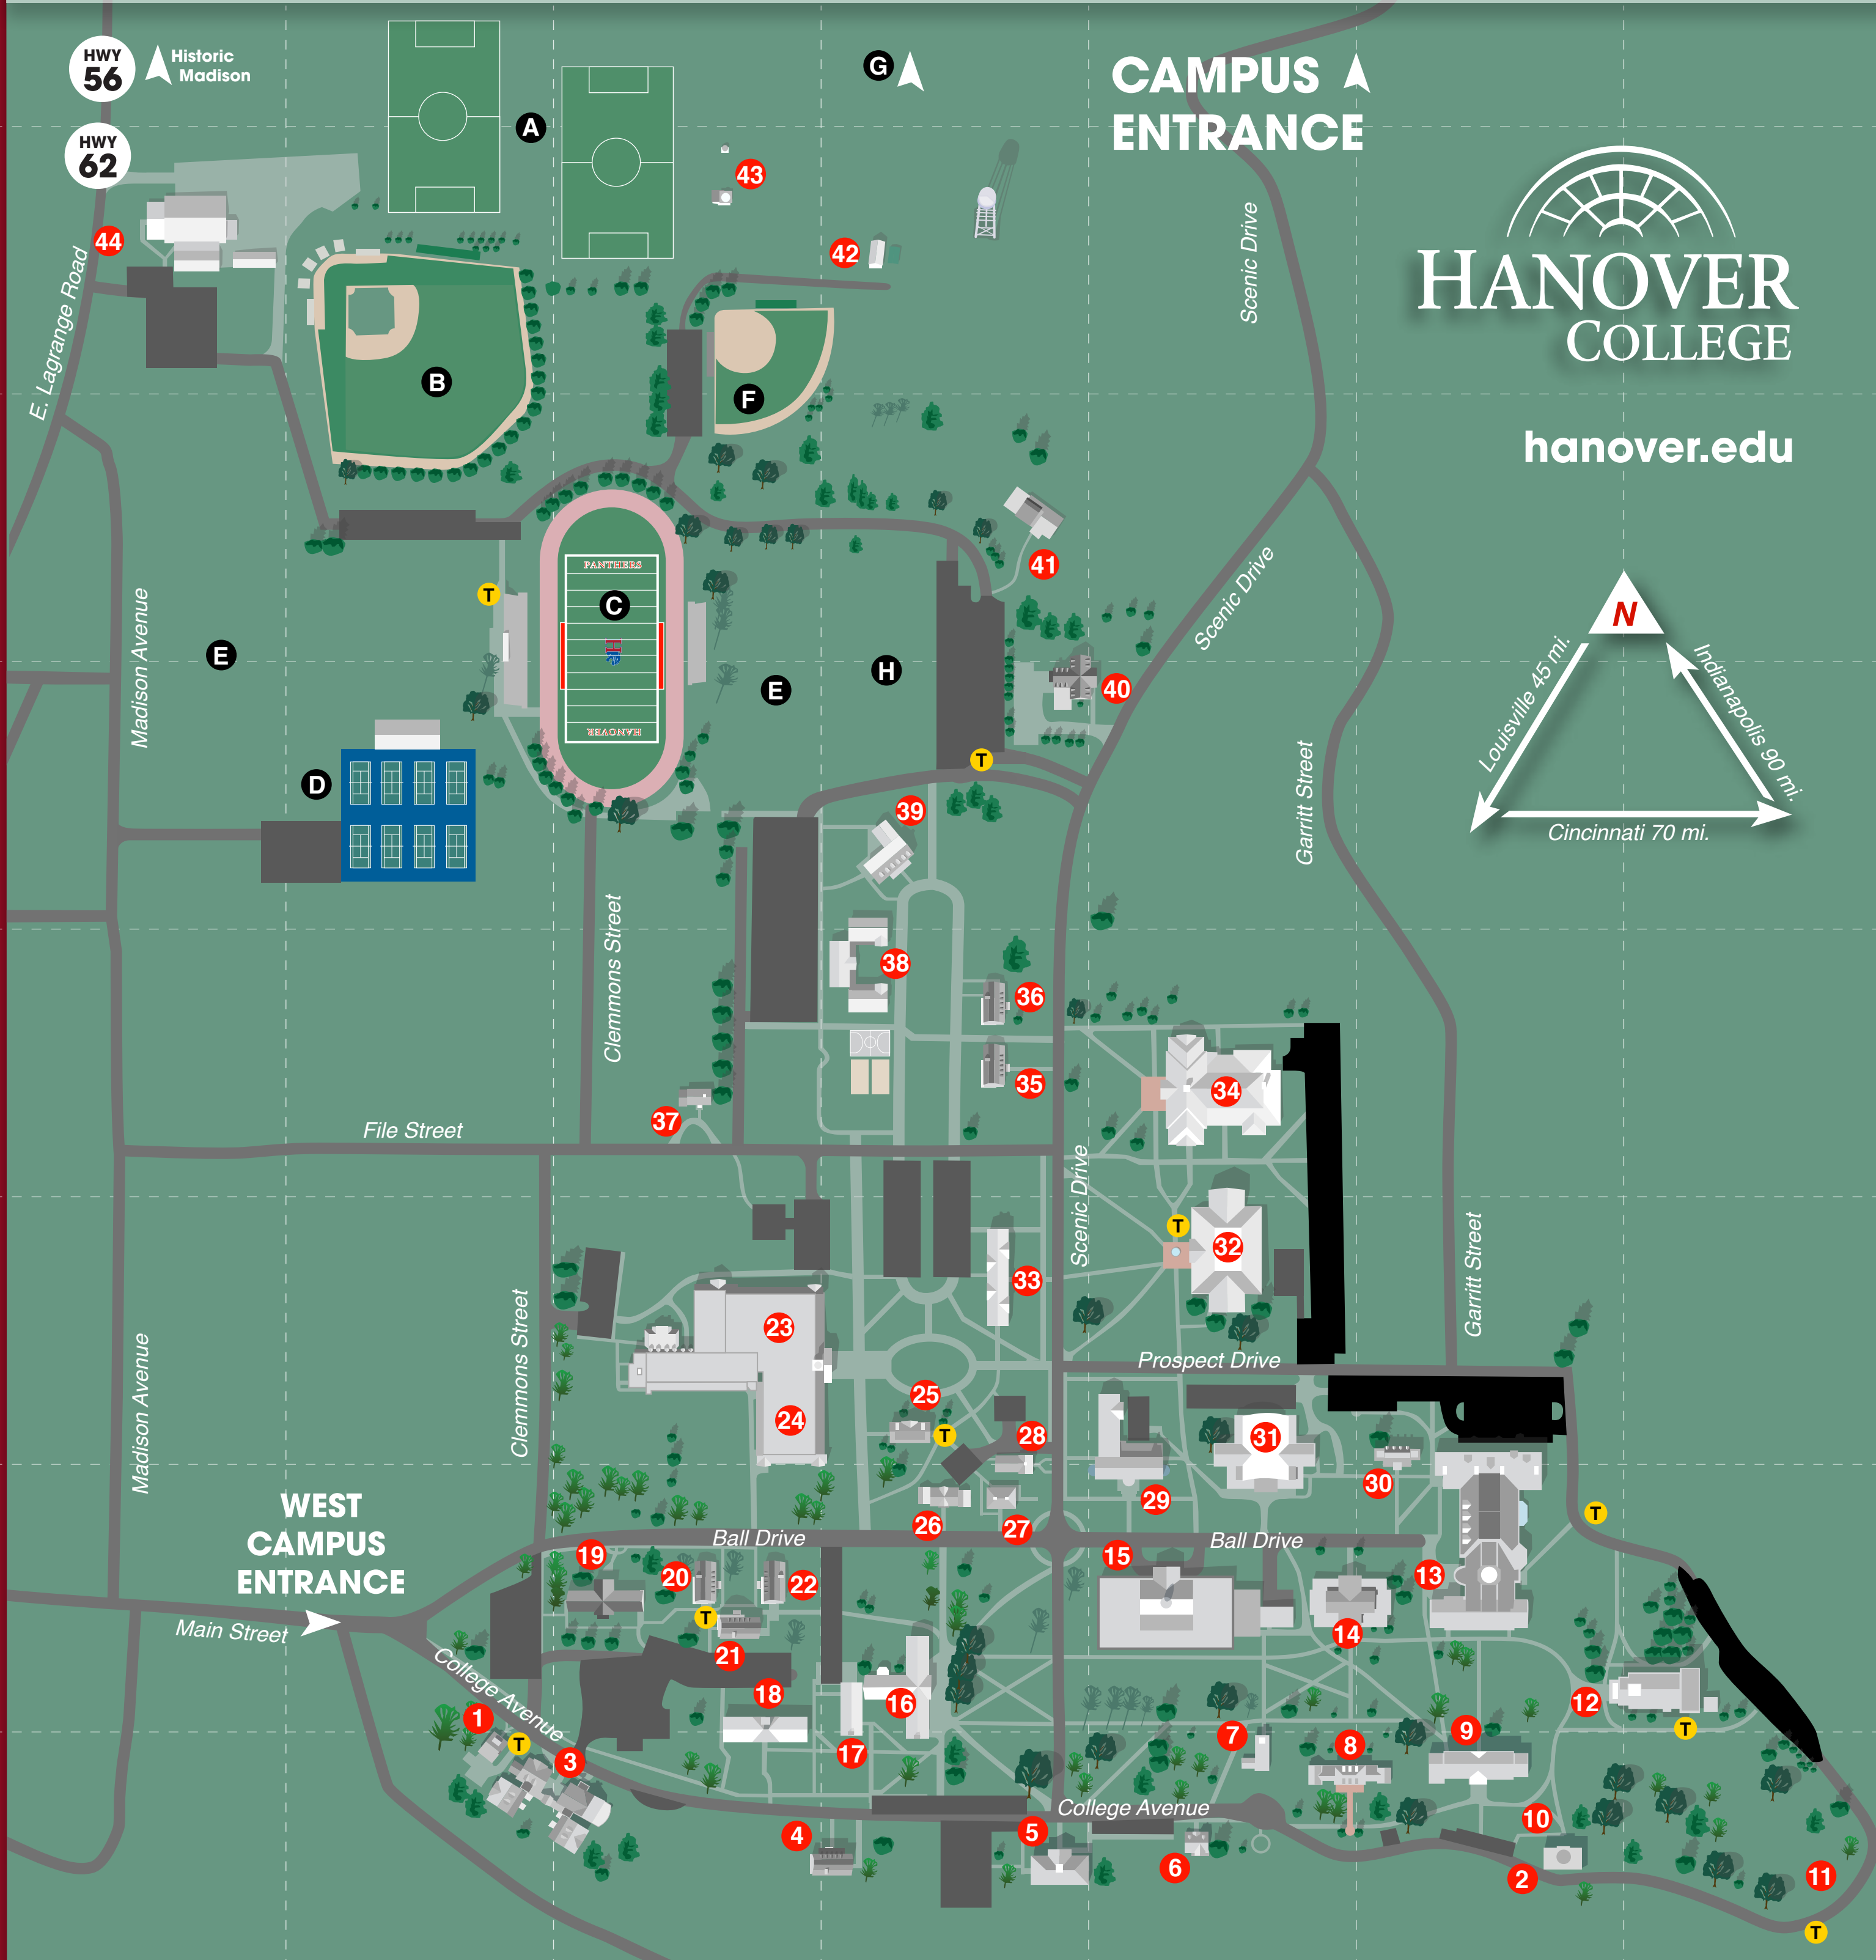 HWY
56
Historic
Madison
G
CAMPUS
ENTRANCE
A
HWY
62
43
44
42
E. Lagrange Road
Scenic Drive
HANOVER
COLLEGE
B
F
hanover.edu
41
PANTHERS
T
C
H
HANOVER
Scenic Drive
N
Louisville 45 mi.
Indianapolis 90 mi.
Cincinnati 70 mi.
Madison Avenue
E
E
H
40
T
D
39
Garritt Street
Clemmons Street
38
36
35
34
37
File Street
Scenic Drive
T
32
33
Garritt Street
23
Prospect Drive
Clemmons Street
Madison Avenue
25
24
T
28
31
30
29
WEST
CAMPUS
ENTRANCE
26
27
T
Ball Drive
Ball Drive
19
20
22
15
13
T
Main Street
21
14
College Avenue
18
16
12
1
T
3
17
7
8
9
T
College Avenue
4
5
6
10
2
11
T